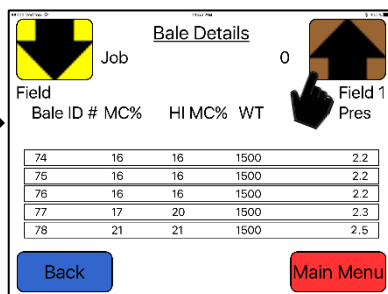 Bale Details
Job 0
Field Field 1
Bale ID # MC% HI MC% WT Pres
74 16 16 1500 2.2
75 16 16 1500 2.2
76 16 16 1500 2.2
77 17 20 1500 2.3
78 21 21 1500 2.5
Back Main Menu